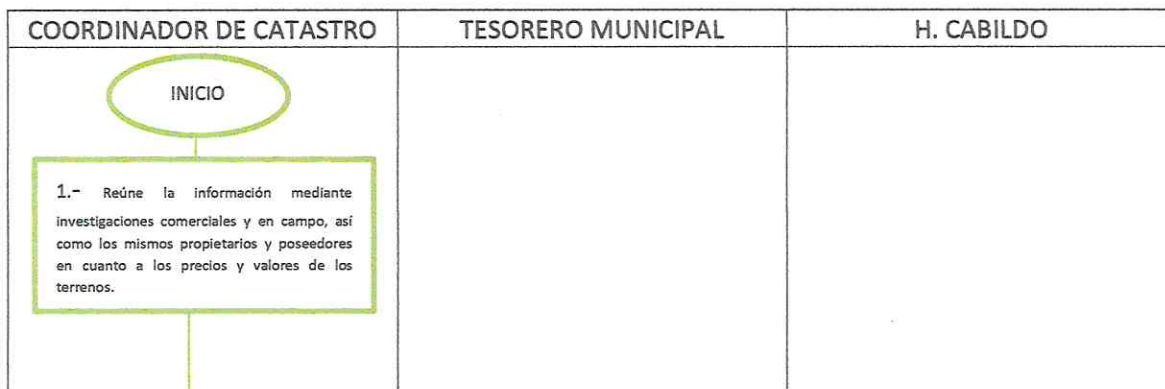 COORDINADOR DE CATASTRO
TESORERO MUNICIPAL
H. CABILDO
INICIO
1.- Reúne la información mediante
investigaciones comerciales y en campo, así
como los mismos propietarios y poseedores
en cuanto a los precios y valores de los
terrenos.